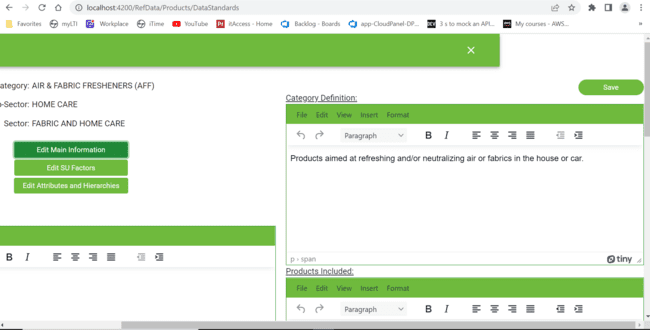 localhost:4200/RefData/Products/DataStandards
Favorites
myLTI
Workplace
iTime
YouTube
itAccess - Home
Backlog - Boards
app-CloudPanel-DP...
3 s to mock an API...
My courses - AWS...
»
Save
ategory: AIR & FABRIC FRESHENERS (AFF)
-Sector: HOME CARE
Sector: FABRIC AND HOME CARE
Edit Main Information
Edit SU Factors
Edit Attributes and Hierarchies
B I
Category Definition:
File Edit View Insert Format
Paragraph B I
Products aimed at refreshing and/or neutralizing air or fabrics in the house or car.
p › span
tiny
Products Included:
File Edit View Insert Format
Paragraph B I